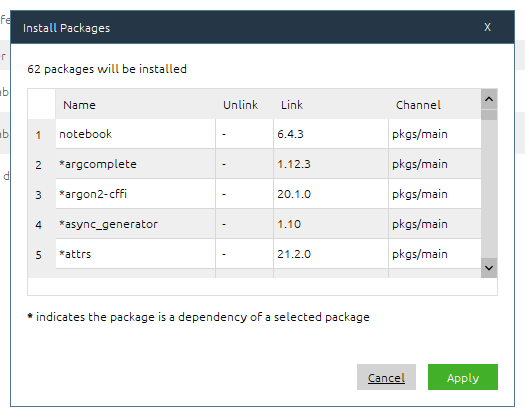 Install Packages X
62 packages will be installed
Name Unlink Link Channel
1 notebook - 6.4.3 pkgs/main
2 *argcomplete - 1.12.3 pkgs/main
3 *argon2-cffi - 20.1.0 pkgs/main
4 *async_generator - 1.10 pkgs/main
5 *attrs - 21.2.0 pkgs/main
* indicates the package is a dependency of a selected package
Cancel Apply